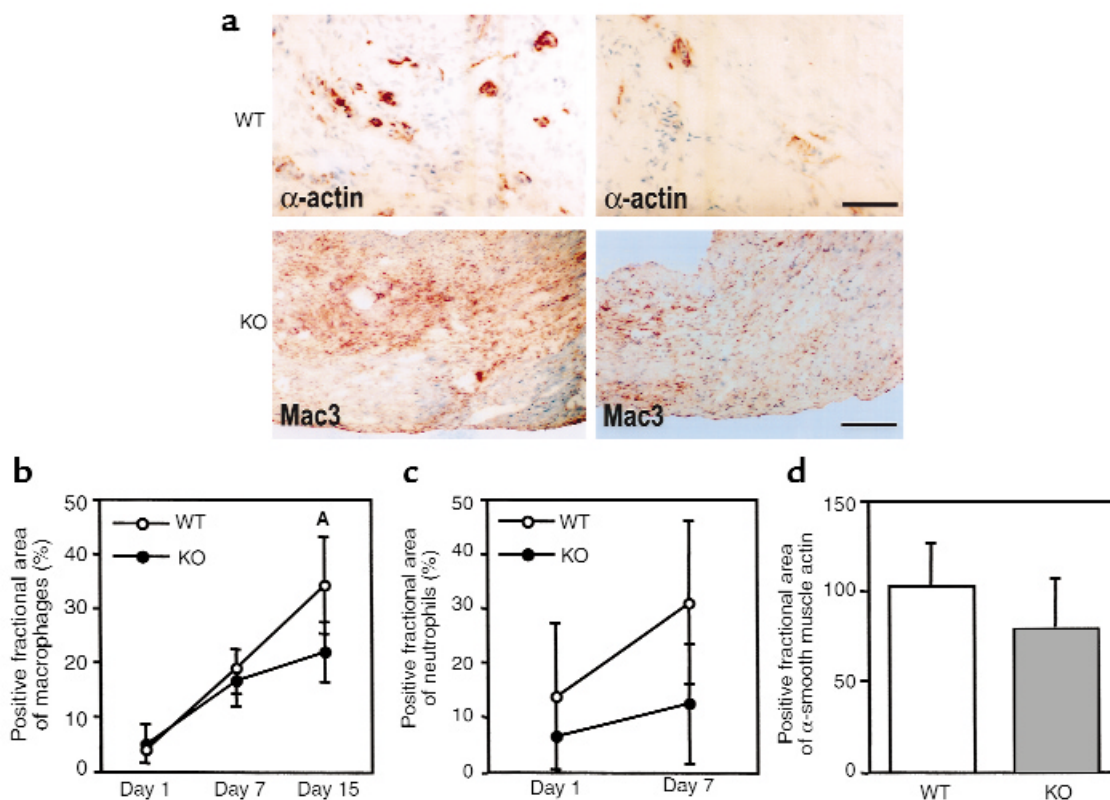 a
WT
α-actin
α-actin
KO
Mac3
Mac3
b
Positive fractional area
of macrophages (%)
50
40
30
20
10
0
WT
KO
A
Day 1
Day 7
Day 15
c
Positive fractional area
of neutrophils (%)
50
40
30
20
10
0
WT
KO
Day 1
Day 7
d
Positive fractional area
of α-smooth muscle actin
150
100
50
0
WT
KO